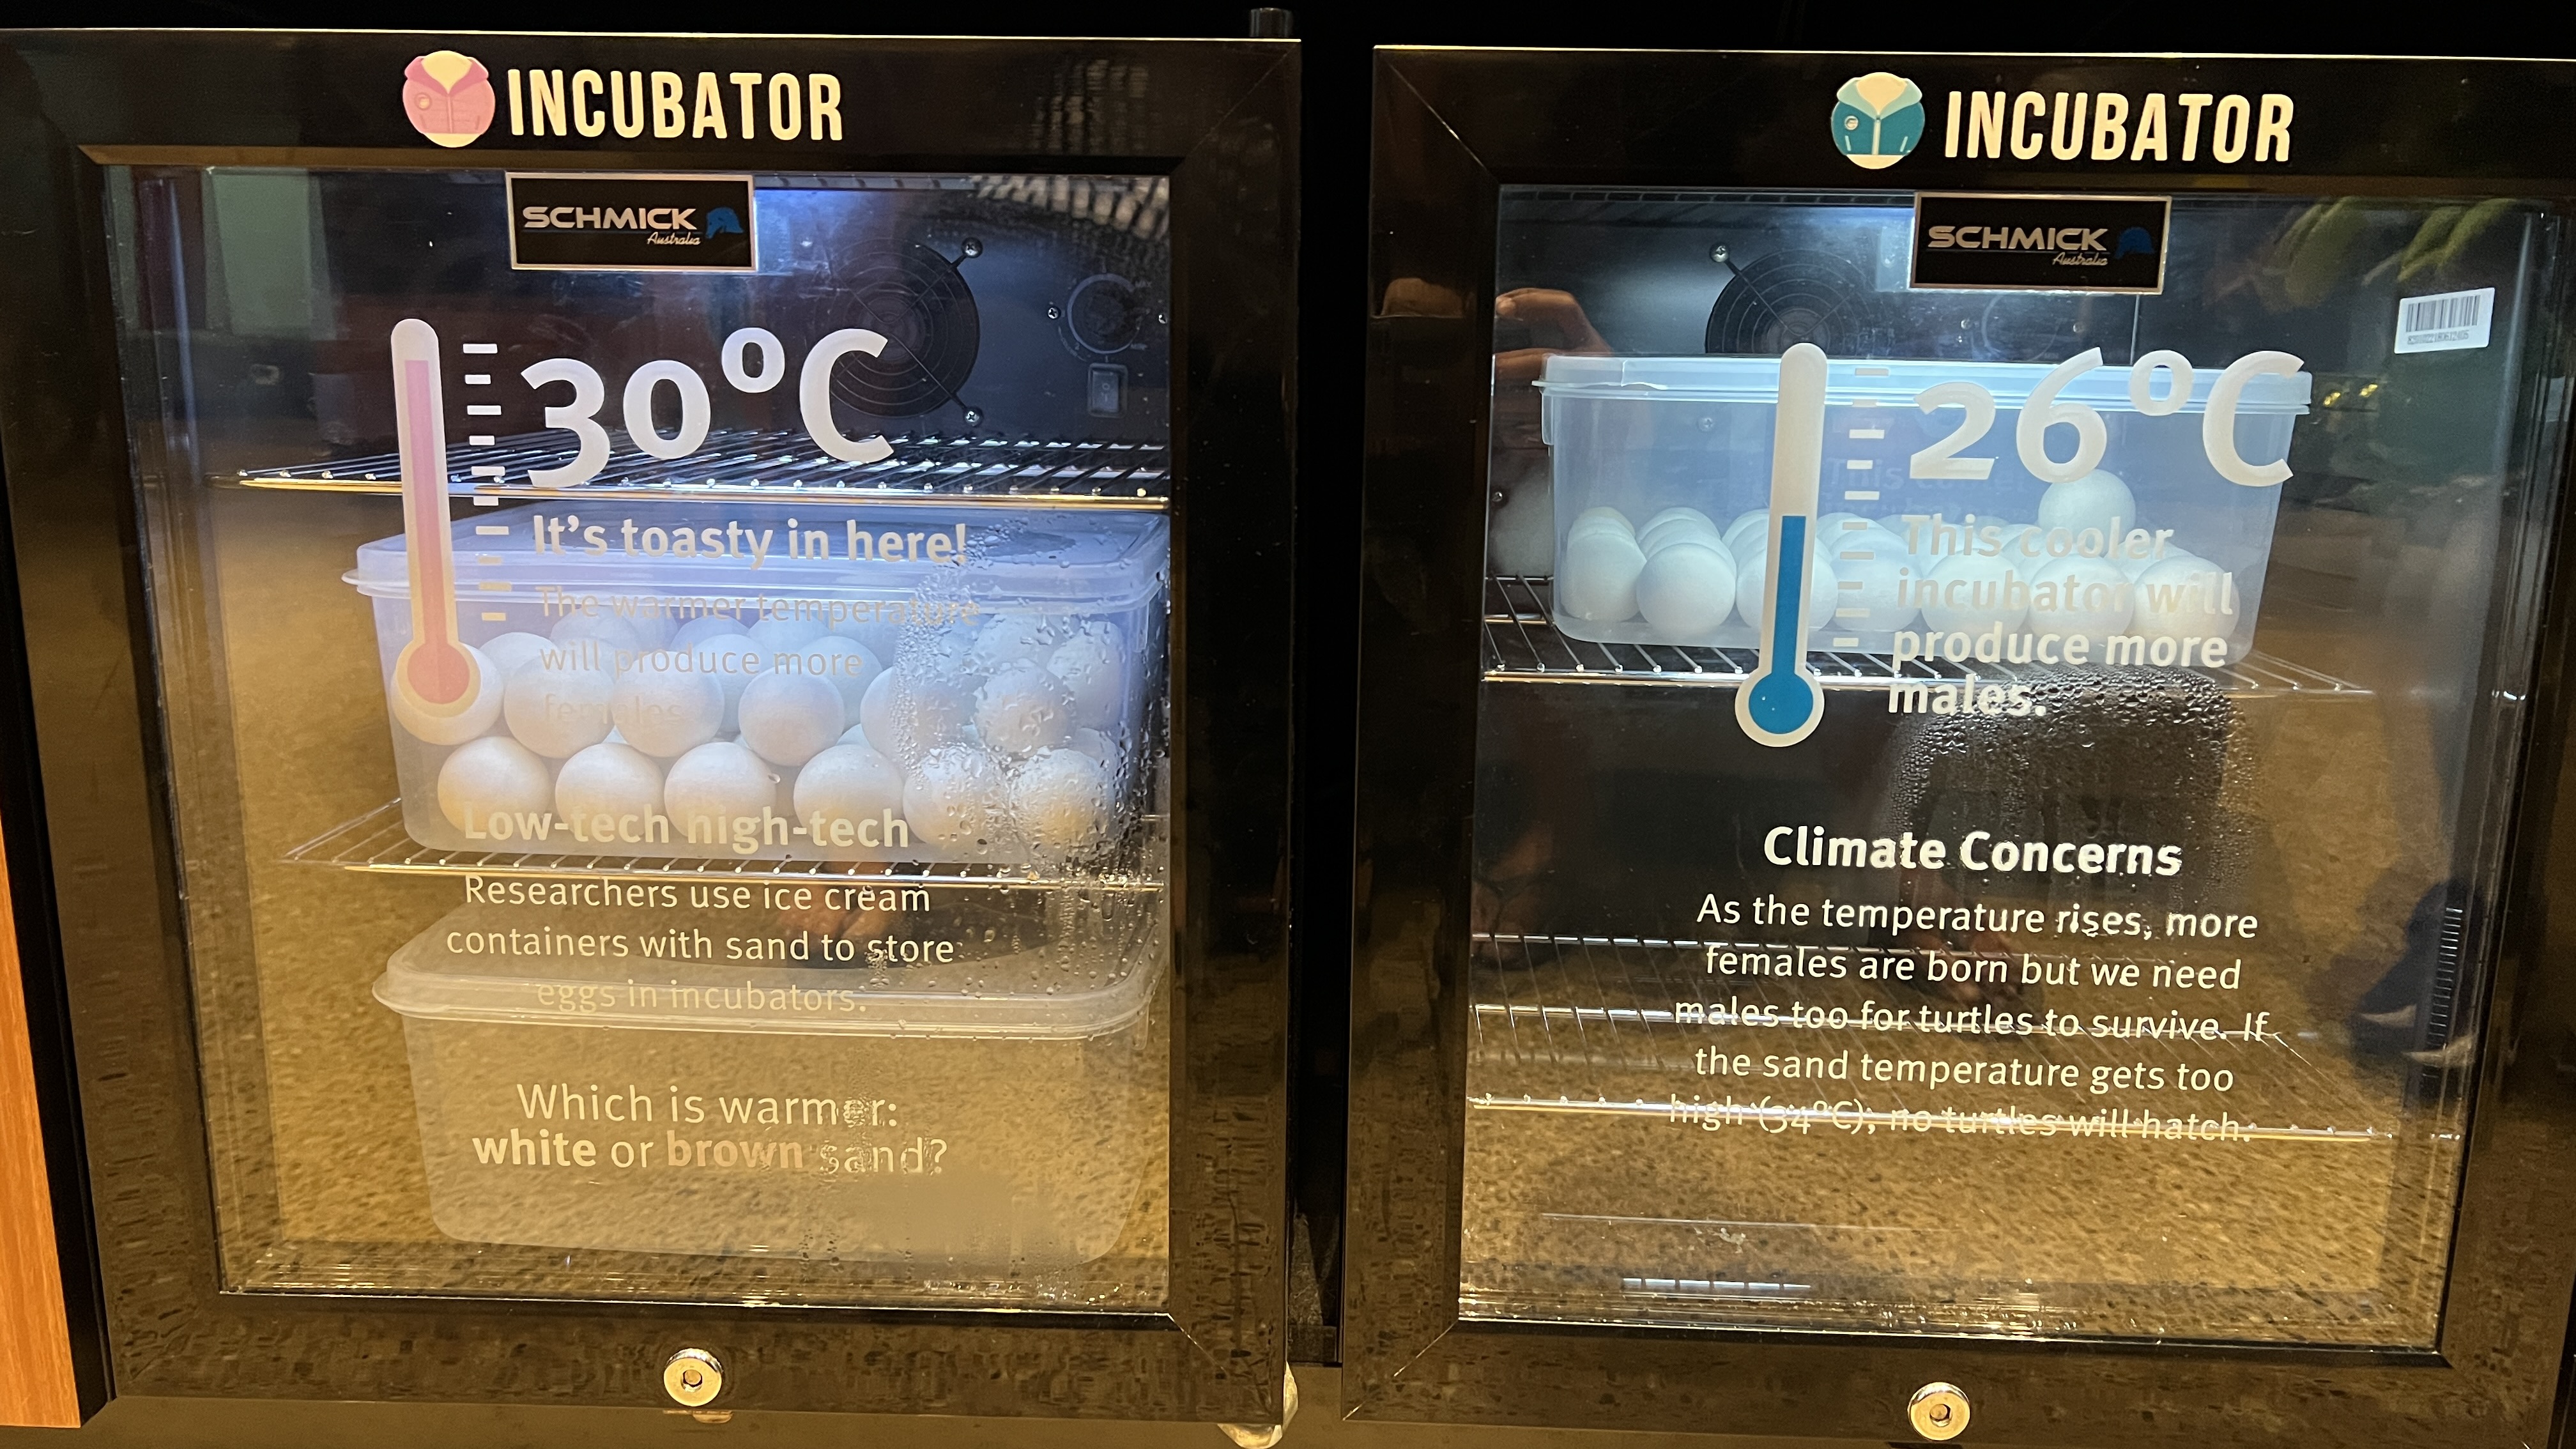 INCUBATOR
SCHMICK
Australia
30°C
It's toasty in here!
The warmer temperature
will produce more
females.
Low-tech high-tech
Researchers use ice cream
containers with sand to store
eggs in incubators.
Which is warmer:
white or brown sand?
INCUBATOR
SCHMICK
Australia
26°C
This cooler
incubator will
produce more
males.
Climate Concerns
As the temperature rises, more
females are born but we need
males too for turtles to survive. If
the sand temperature gets too
high (34°C), no turtles will hatch.